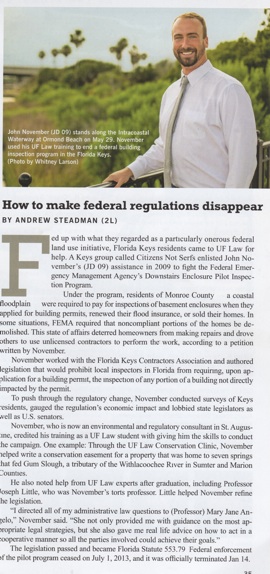 John November (JD 09) stands along the Intracoastal
Waterway at Ormond Beach on May 29. November
used his UF Law training to end a federal building
inspection program in the Florida Keys.
(Photo by Whitney Larson)
How to make federal regulations disappear
BY ANDREW STEADMAN (2L)
Fed up with what they regarded as a particularly onerous federal
land use initiative, Florida Keys residents came to UF Law for
help. A Keys group called Citizens Not Serfs enlisted John No-
vember's (JD 09) assistance in 2009 to fight the Federal Emer-
gency Management Agency's Downstairs Enclosure Pilot Inspec-
tion Program.
Under the program, residents of Monroe County a coastal
floodplain were required to pay for inspections of basement enclosures when they
applied for building permits, renewed their flood insurance, or sold their homes. In
some situations, FEMA required that noncompliant portions of the homes be de-
molished. This state of affairs deterred homeowners from making repairs and drove
others to use unlicensed contractors to perform the work, according to a petition
written by November.
November worked with the Florida Keys Contractors Association and authored
legislation that would prohibit local inspectors in Florida from requiring, upon ap-
plication for a building permit, the inspection of any portion of a building not directly
impacted by the permit.
To push through the regulatory change, November conducted surveys of Keys
residents, gauged the regulation's economic impact and lobbied state legislators as
well as U.S. senators.
November, who is now an environmental and regulatory consultant in St. Augus-
tine, credited his training as a UF Law student with giving him the skills to conduct
the campaign. One example: Through the UF Law Conservation Clinic, November
helped write a conservation easement for a property that was home to seven springs
that fed Gum Slough, a tributary of the Withlacoochee River in Sumter and Marion
Counties.
He also noted help from UF Law experts after graduation, including Professor
Joseph Little, who was November's torts professor. Little helped November refine
the legislation.
"I directed all of my administrative law questions to (Professor) Mary Jane An-
gelo," November said. "She not only provided me with guidance on the most ap-
propriate legal strategies, but she also gave me real life advice on how to act in a
cooperative manner so all the parties involved could achieve their goals."
The legislation passed and became Florida Statute 553.79 Federal enforcement
of the pilot program ceased on July 1, 2013, and it was officially terminated Jan 14.